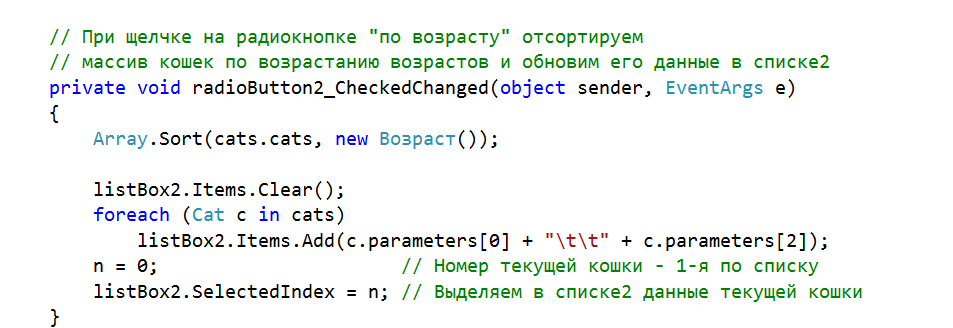 // При щелчке на радиокнопке "по возрасту" отсортируем
// массив кошек по возрастанию возрастов и обновим его данные в списке2
private void radioButton2_CheckedChanged(object sender, EventArgs e)
{
    Array.Sort(cats.cats, new Возраст());

    listBox2.Items.Clear();
    foreach (Cat c in cats)
        listBox2.Items.Add(c.parameters[0] + "\t\t" + c.parameters[2]);
    n = 0;                      // Номер текущей кошки - 1-я по списку
    listBox2.SelectedIndex = n; // Выделяем в списке2 данные текущей кошки
}